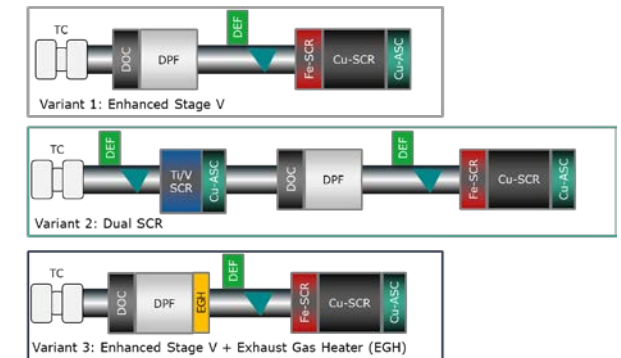 TC
DEF
DOC
DPF
Fe-SCR
Cu-SCR
Cu-ASC
Variant 1: Enhanced Stage V
TC
DEF
Ti/V
SCR
Cu-ASC
DOC
DPF
DEF
Fe-SCR
Cu-SCR
Cu-ASC
Variant 2: Dual SCR
TC
DOC
DPF
EGH
DEF
Fe-SCR
Cu-SCR
Cu-ASC
Variant 3: Enhanced Stage V + Exhaust Gas Heater (EGH)